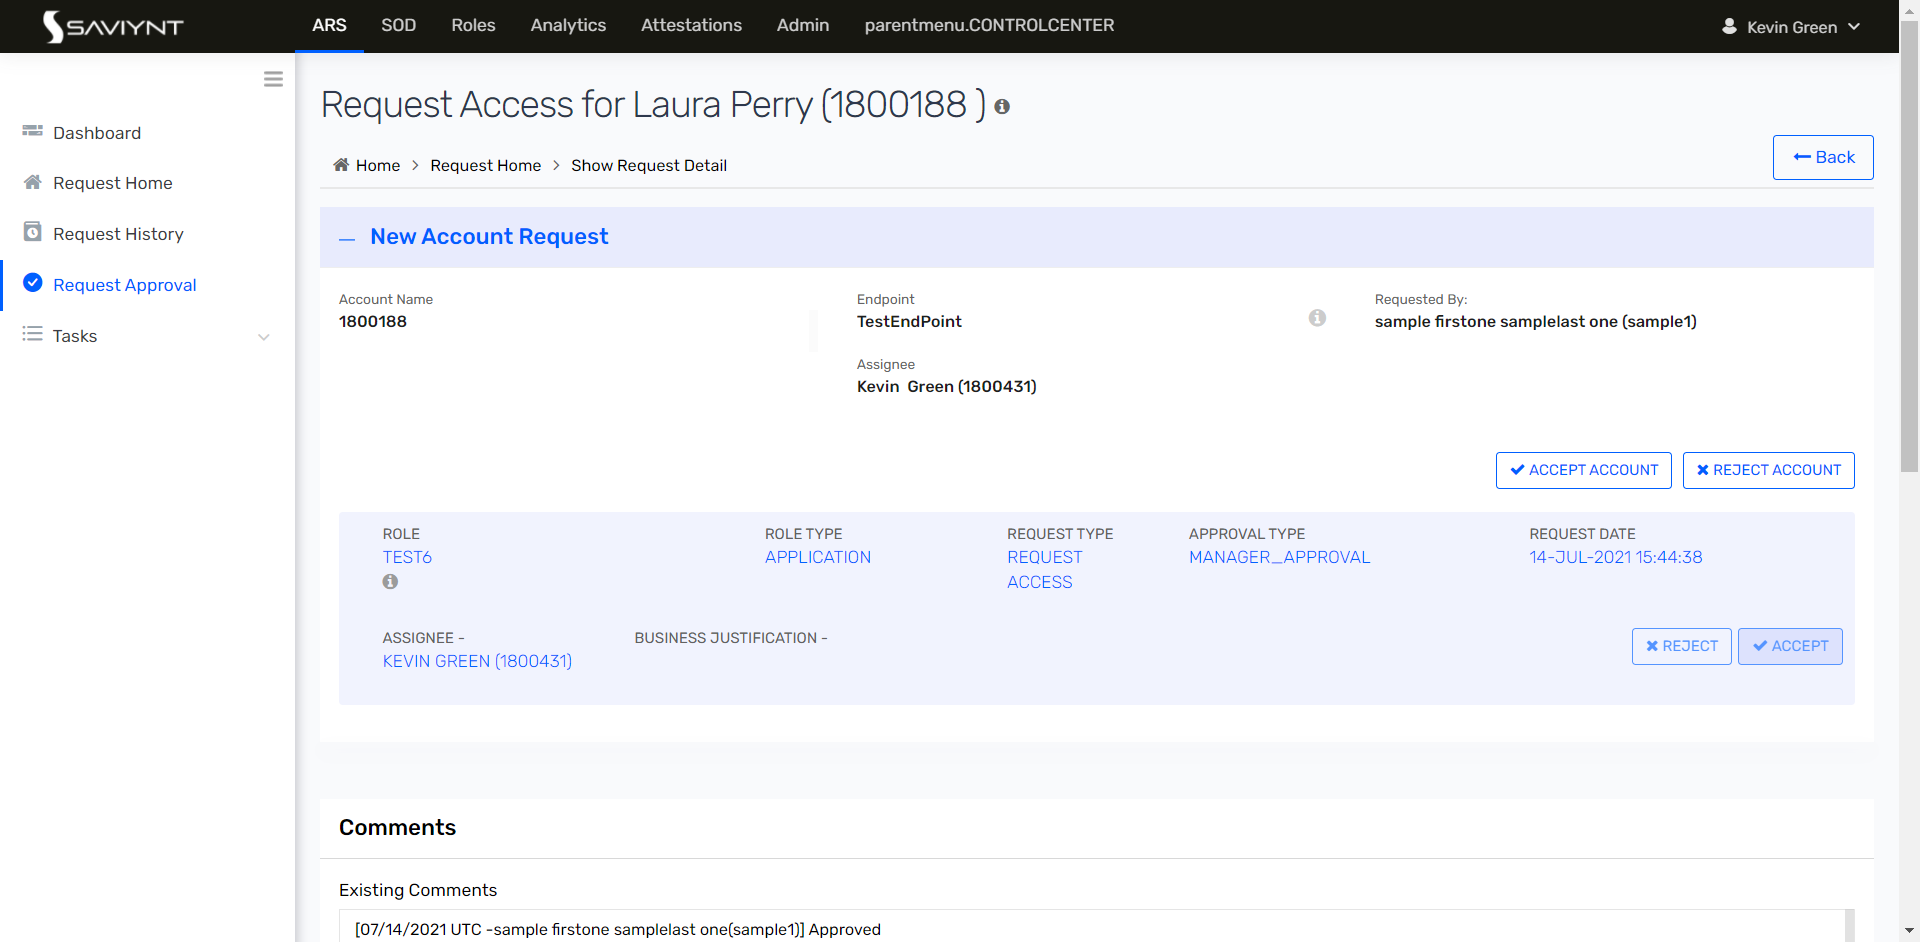 SAVIYNT
ARS SOD Roles Analytics Attestations Admin parentmenu.CONTROLCENTER
Kevin Green
Dashboard
Request Home
Request History
Request Approval
Tasks
Request Access for Laura Perry (1800188 )
Home > Request Home > Show Request Detail
Back
New Account Request
Account Name
1800188
Endpoint
TestEndPoint
Requested By:
sample firstone samplelast one (sample1)
Assignee
Kevin Green (1800431)
ACCEPT ACCOUNT
REJECT ACCOUNT
ROLE
TEST6
ROLE TYPE
APPLICATION
REQUEST TYPE
REQUEST
ACCESS
APPROVAL TYPE
MANAGER_APPROVAL
REQUEST DATE
14-JUL-2021 15:44:38
ASSIGNEE -
KEVIN GREEN (1800431)
BUSINESS JUSTIFICATION -
REJECT
ACCEPT
Comments
Existing Comments
[07/14/2021 UTC -sample firstone samplelast one(sample1)] Approved